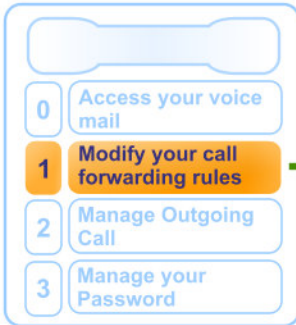 0
Access your voice
mail
1
Modify your call
forwarding rules
2
Manage Outgoing
Call
3
Manage your
Password